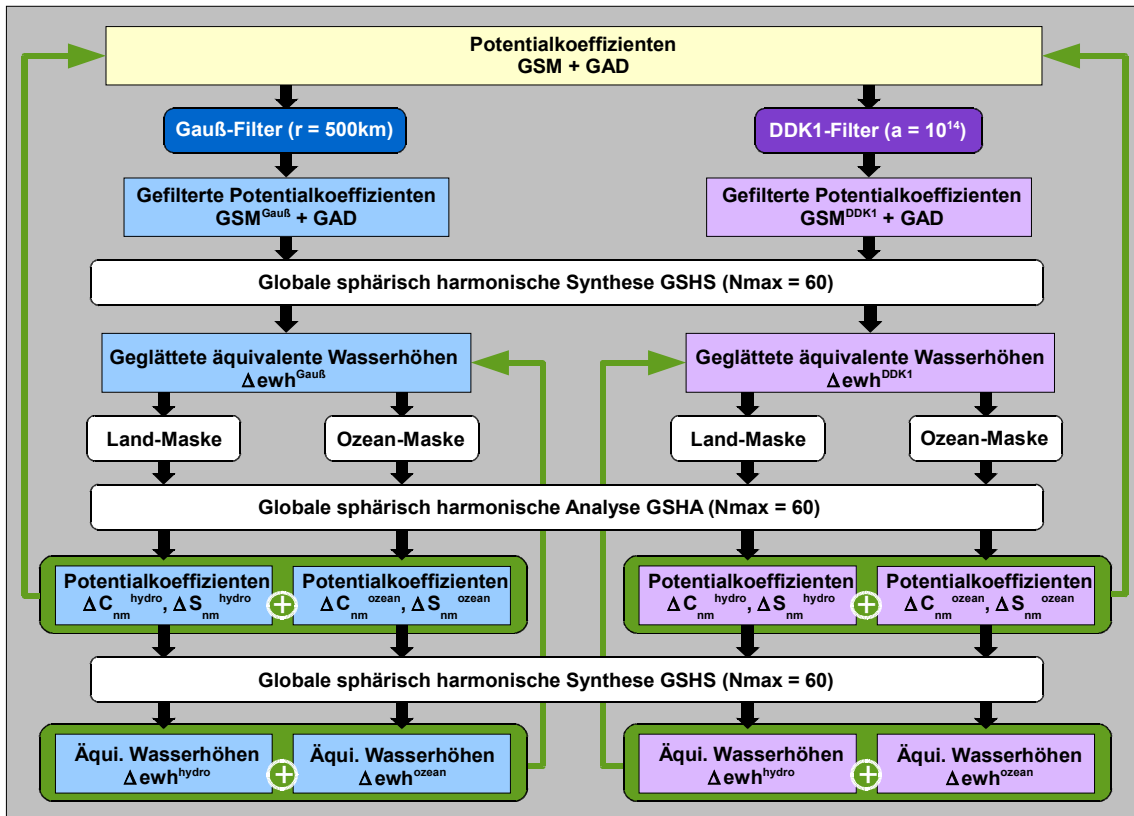 Potentialkoeffizienten
GSM + GAD
Gauß-Filter (r = 500km)
DDK1-Filter (a = 10¹⁴)
Gefilterte Potentialkoeffizienten
GSM^Gauß + GAD
Gefilterte Potentialkoeffizienten
GSM^DDK1 + GAD
Globale sphärisch harmonische Synthese GSHS (Nmax = 60)
Geglättete äquivalente Wasserhöhen
Δewh^Gauß
Geglättete äquivalente Wasserhöhen
Δewh^DDK1
Land-Maske
Ozean-Maske
Land-Maske
Ozean-Maske
Globale sphärisch harmonische Analyse GSHA (Nmax = 60)
Potentialkoeffizienten
ΔC_nm^hydro, ΔS_nm^hydro
+
Potentialkoeffizienten
ΔC_nm^ozean, ΔS_nm^ozean
Potentialkoeffizienten
ΔC_nm^hydro, ΔS_nm^hydro
+
Potentialkoeffizienten
ΔC_nm^ozean, ΔS_nm^ozean
Globale sphärisch harmonische Synthese GSHS (Nmax = 60)
Äqui. Wasserhöhen
Δewh^hydro
+
Äqui. Wasserhöhen
Δewh^ozean
Äqui. Wasserhöhen
Δewh^hydro
+
Äqui. Wasserhöhen
Δewh^ozean